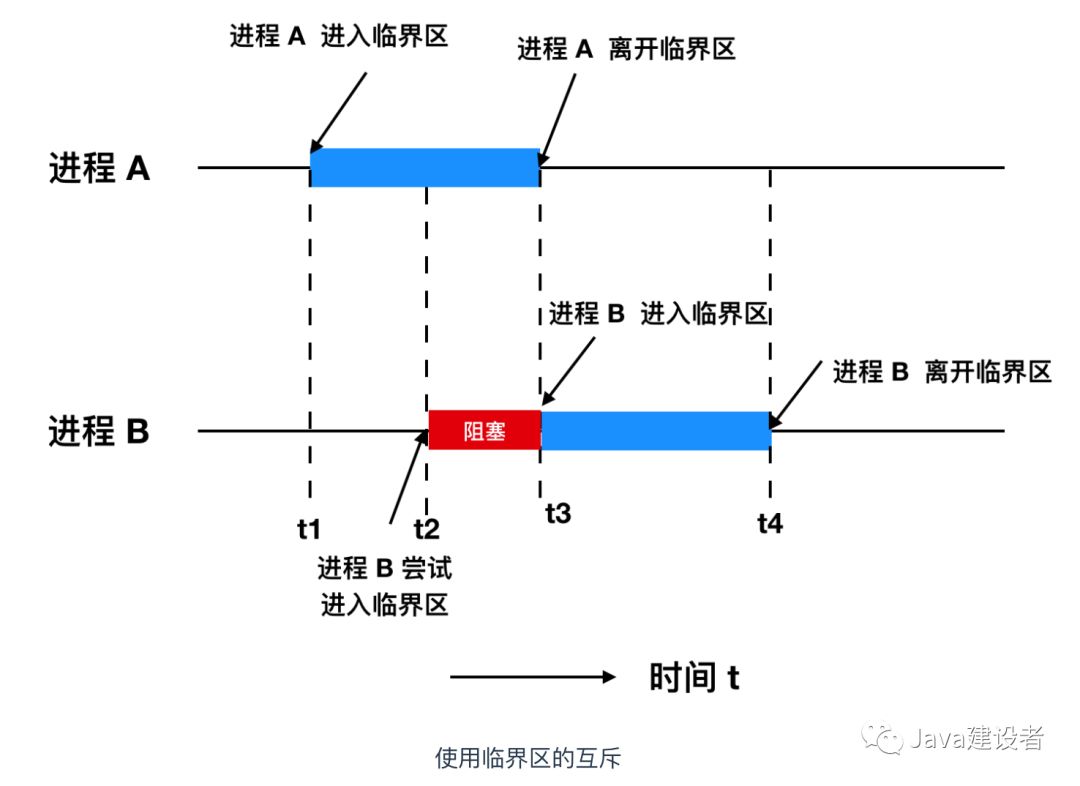 进程 A 进入临界区
进程 A 离开临界区
进程 A
进程 B 进入临界区
进程 B 离开临界区
进程 B
阻塞
t1
t2
t3
t4
进程 B 尝试
进入临界区
时间 t
Java建设者
使用临界区的互斥